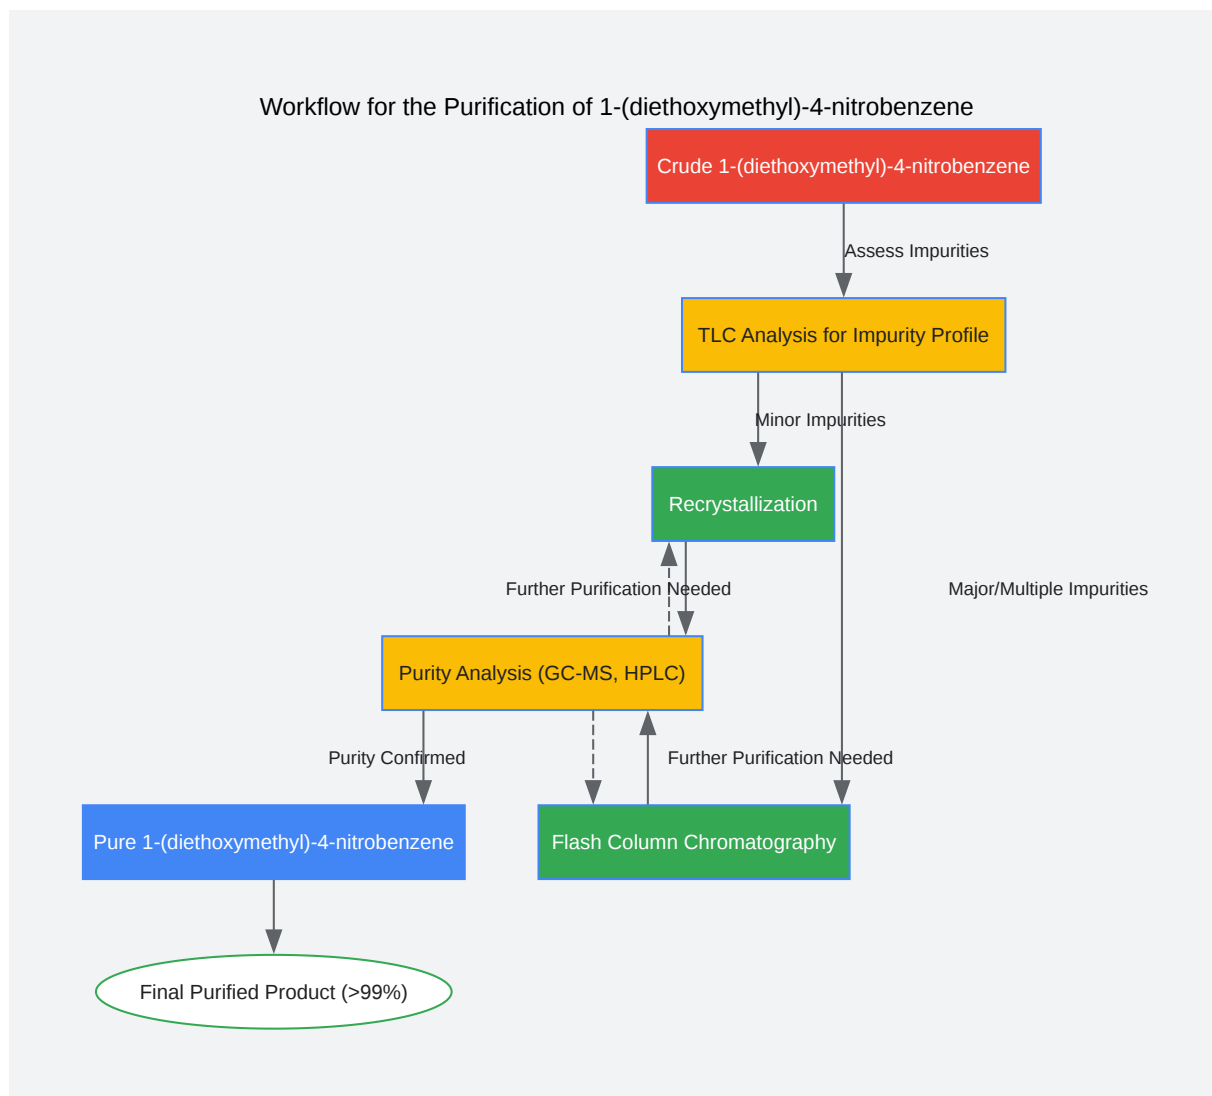 Workflow for the Purification of 1-(diethoxymethyl)-4-nitrobenzene
Crude 1-(diethoxymethyl)-4-nitrobenzene
Assess Impurities
TLC Analysis for Impurity Profile
Minor Impurities
Recrystallization
Further Purification Needed
Major/Multiple Impurities
Purity Analysis (GC-MS, HPLC)
Purity Confirmed
Further Purification Needed
Pure 1-(diethoxymethyl)-4-nitrobenzene
Flash Column Chromatography
Final Purified Product (>99%)